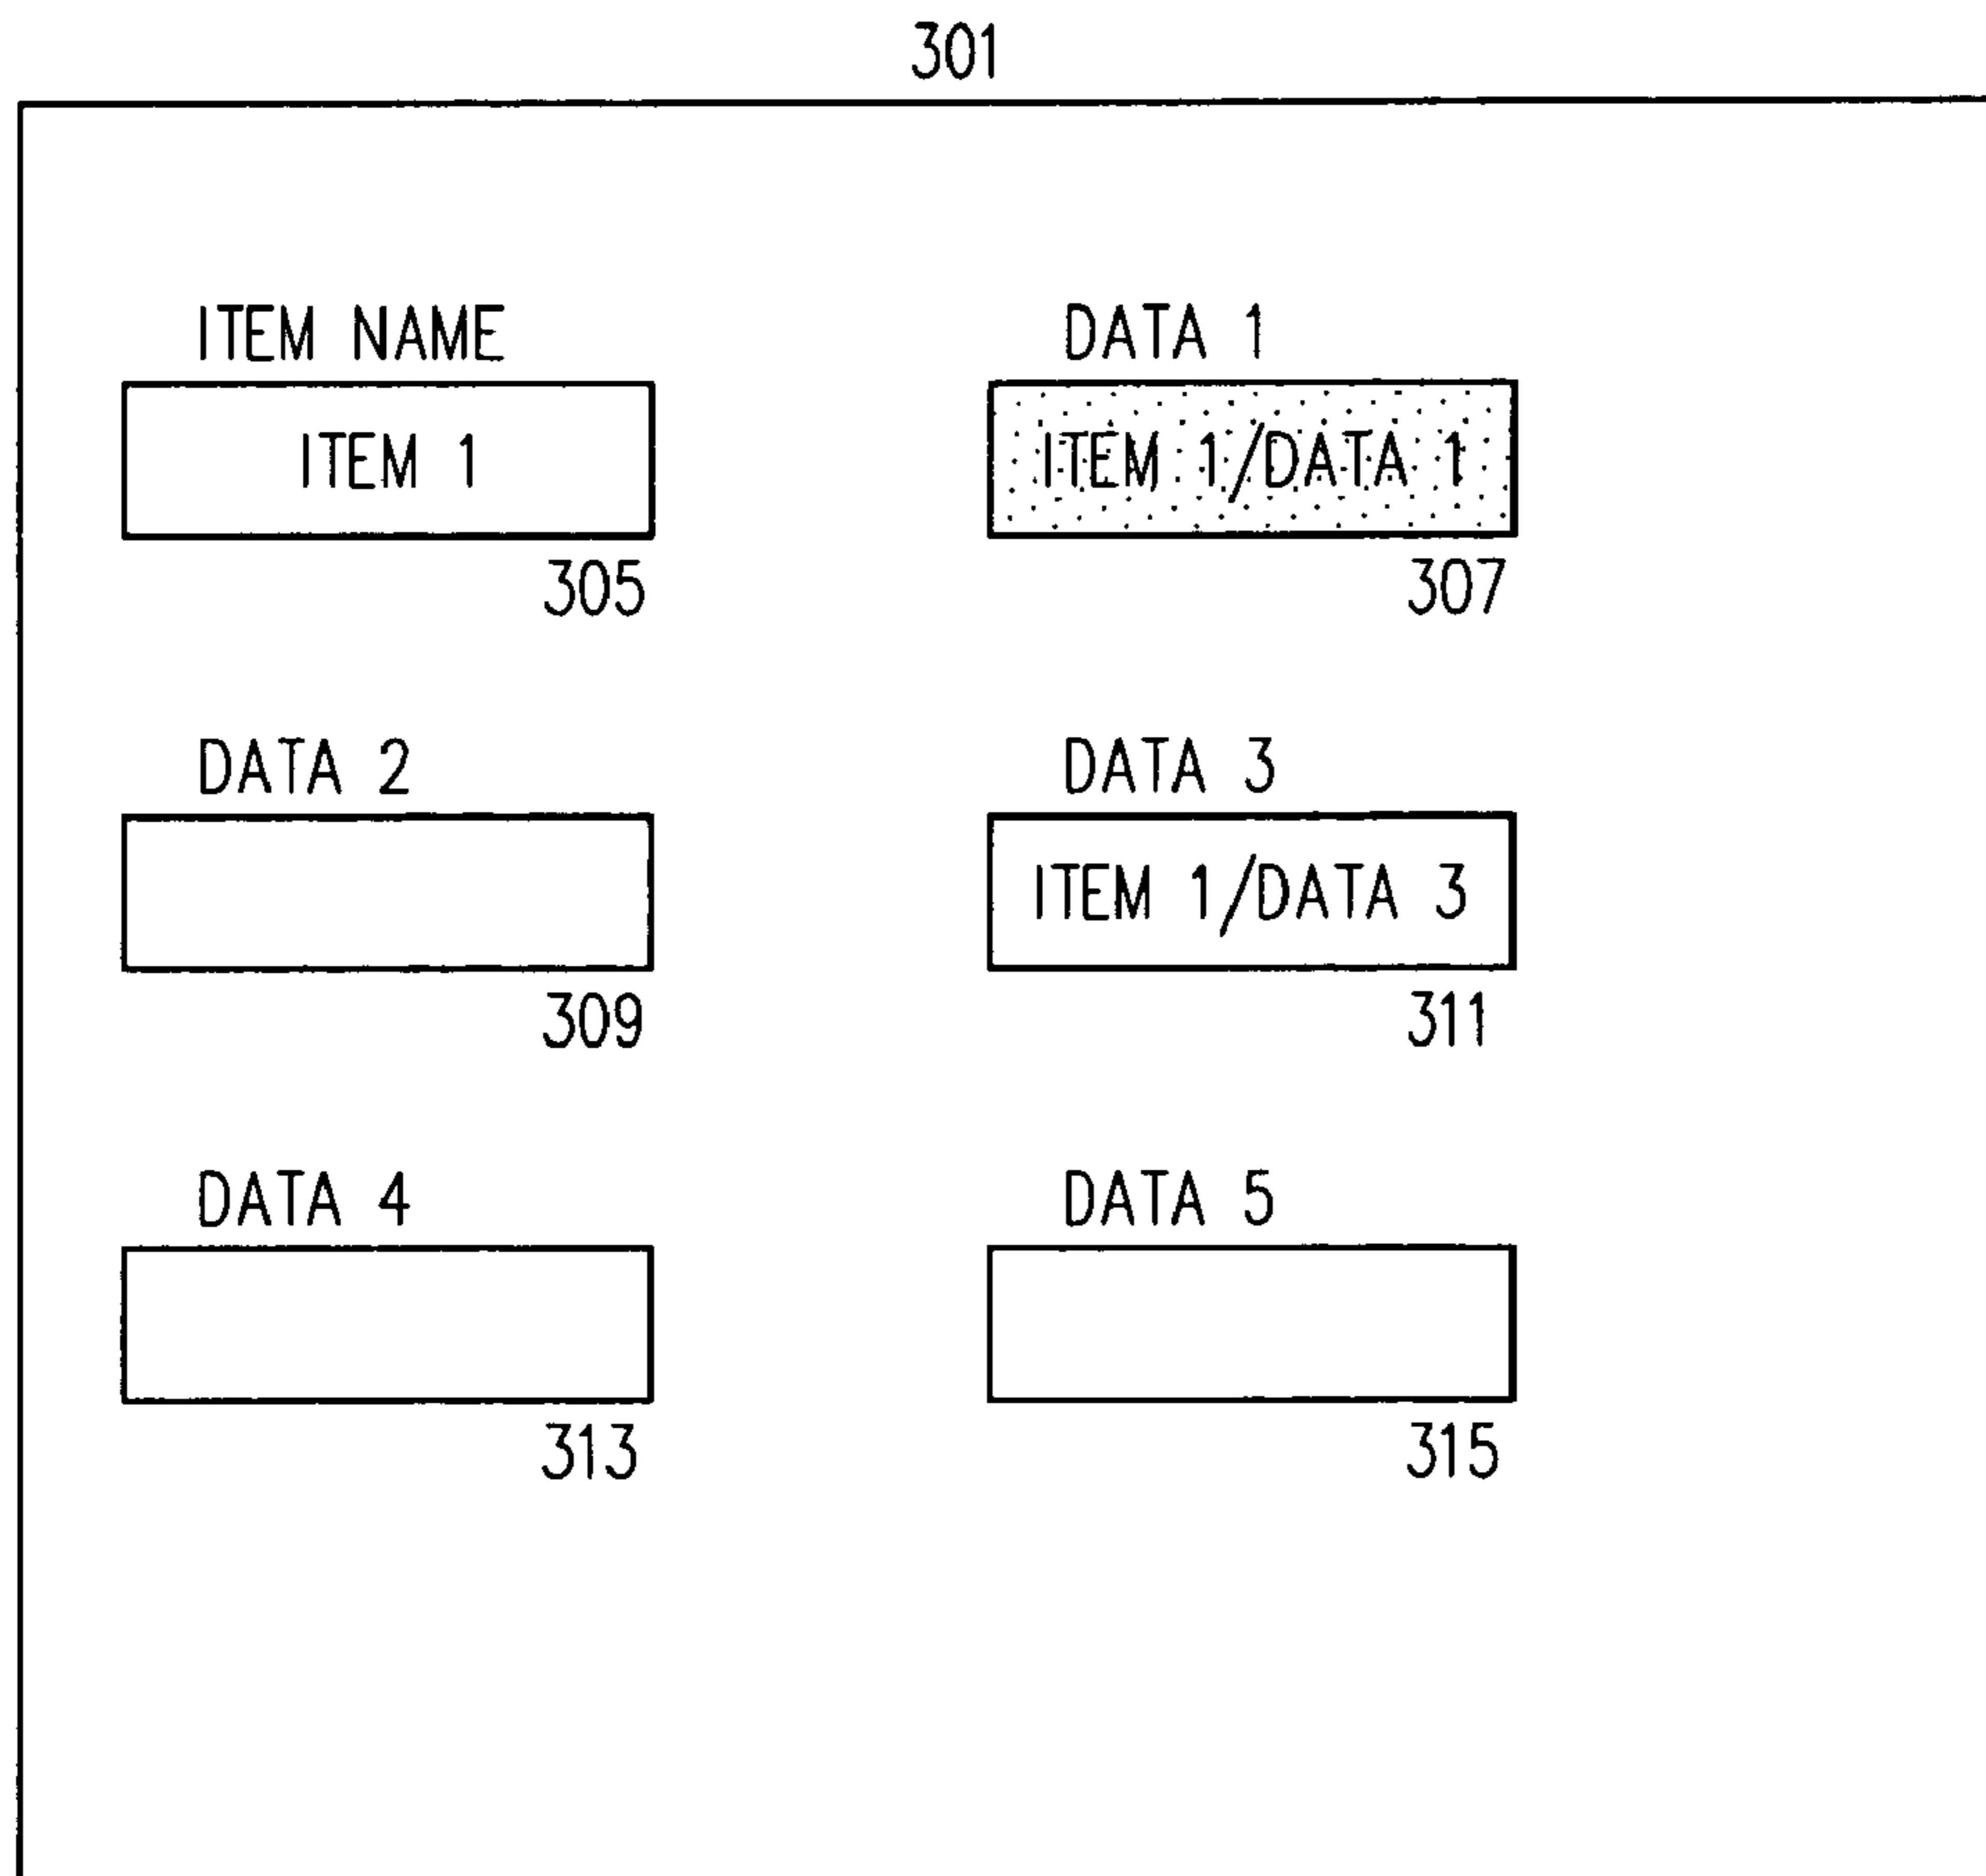 301
ITEM NAME DATA 1
ITEM 1 ITEM 1/DATA 1
305 307
DATA 2 DATA 3
ITEM 1/DATA 3
309 311
DATA 4 DATA 5
313 315